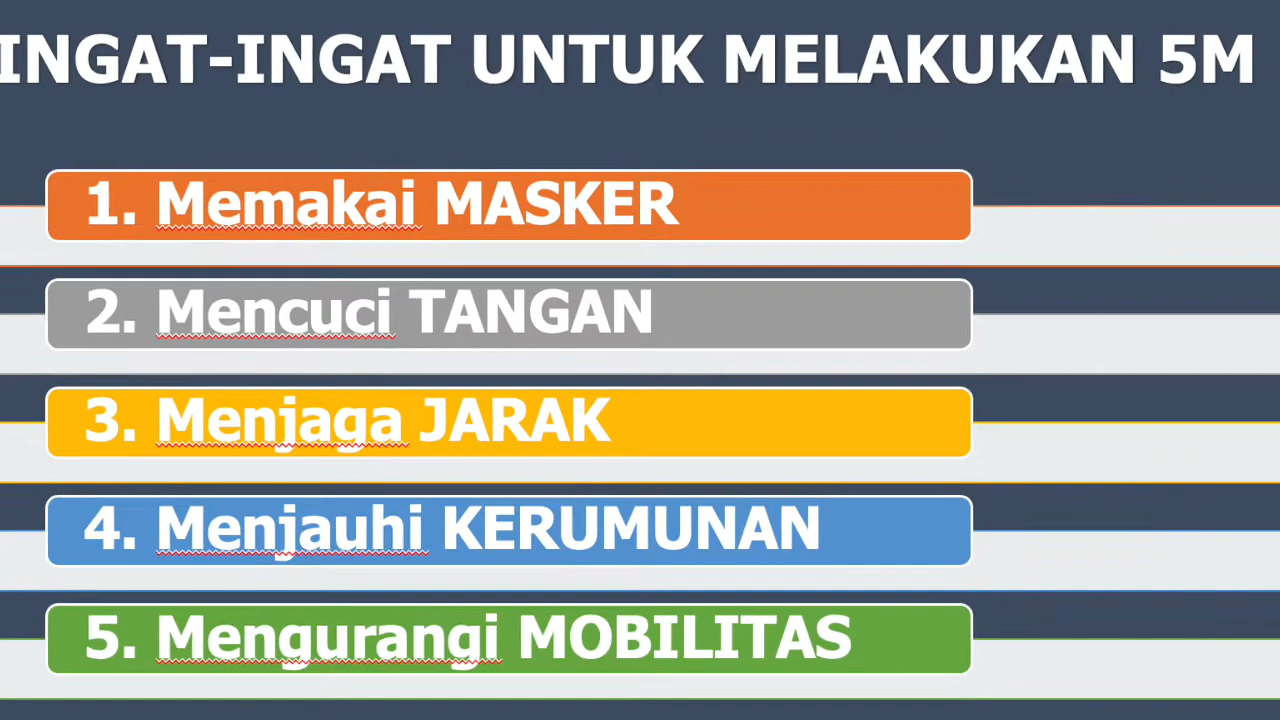 INGAT-INGAT UNTUK MELAKUKAN 5M
1. Memakai MASKER
2. Mencuci TANGAN
3. Menjaga JARAK
4. Menjauhi KERUMUNAN
5. Mengurangi MOBILITAS